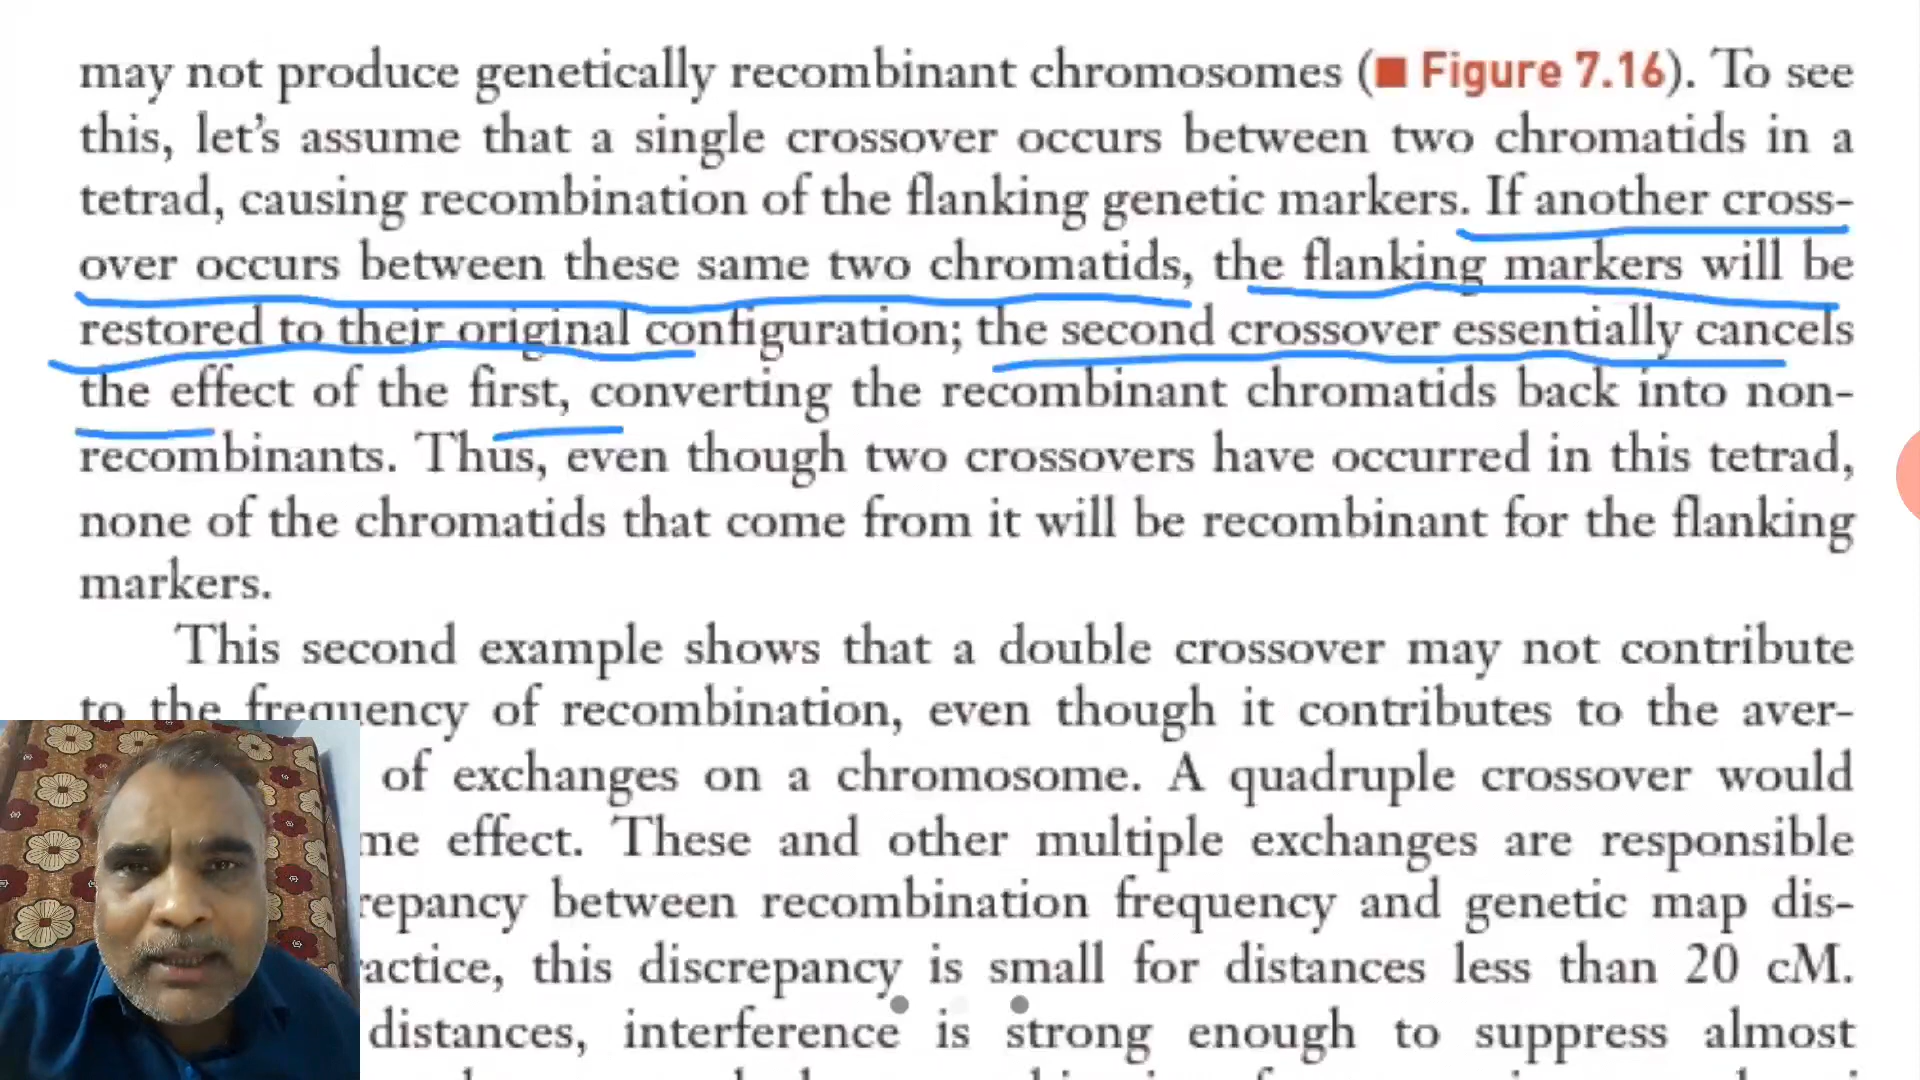 may not produce genetically recombinant chromosomes (■ Figure 7.16). To see
this, let’s assume that a single crossover occurs between two chromatids in a
tetrad, causing recombination of the flanking genetic markers. If another cross-
over occurs between these same two chromatids, the flanking markers will be
restored to their original configuration; the second crossover essentially cancels
the effect of the first, converting the recombinant chromatids back into non-
recombinants. Thus, even though two crossovers have occurred in this tetrad,
none of the chromatids that come from it will be recombinant for the flanking
markers.
This second example shows that a double crossover may not contribute
to the frequency of recombination, even though it contributes to the aver-
of exchanges on a chromosome. A quadruple crossover would
me effect. These and other multiple exchanges are responsible
repancy between recombination frequency and genetic map dis-
actice, this discrepancy is small for distances less than 20 cM.
distances, interference is strong enough to suppress almost